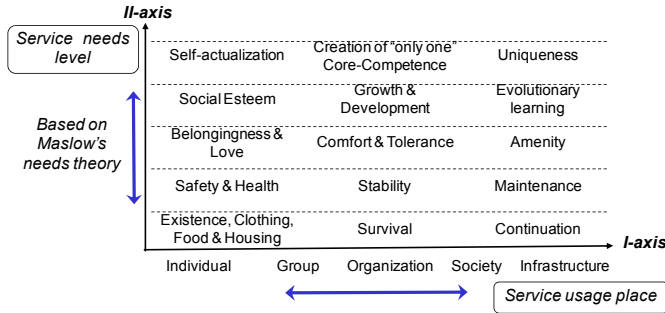 II-axis
Service needs
level
Self-actualization
Creation of “only one”
Core-Competence
Uniqueness
Social Esteem
Growth &
Development
Evolutionary
learning
Based on
Maslow's
needs theory
Belongingness &
Love
Comfort & Tolerance
Amenity
Safety & Health
Stability
Maintenance
Existence, Clothing,
Food & Housing
Survival
Continuation
I-axis
Individual
Group
Organization
Society
Infrastructure
Service usage place